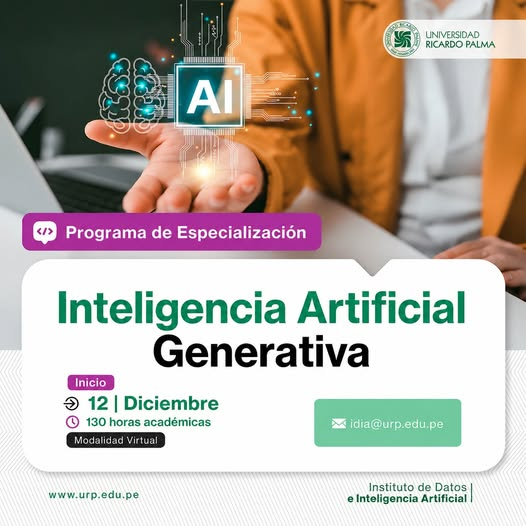 UNIVERSIDAD
RICARDO PALMA
AI
</> Programa de Especialización
Inteligencia Artificial
Generativa
Inicio
12 | Diciembre
130 horas académicas
Modalidad Virtual
idia@urp.edu.pe
www.urp.edu.pe
Instituto de Datos
e Inteligencia Artificial